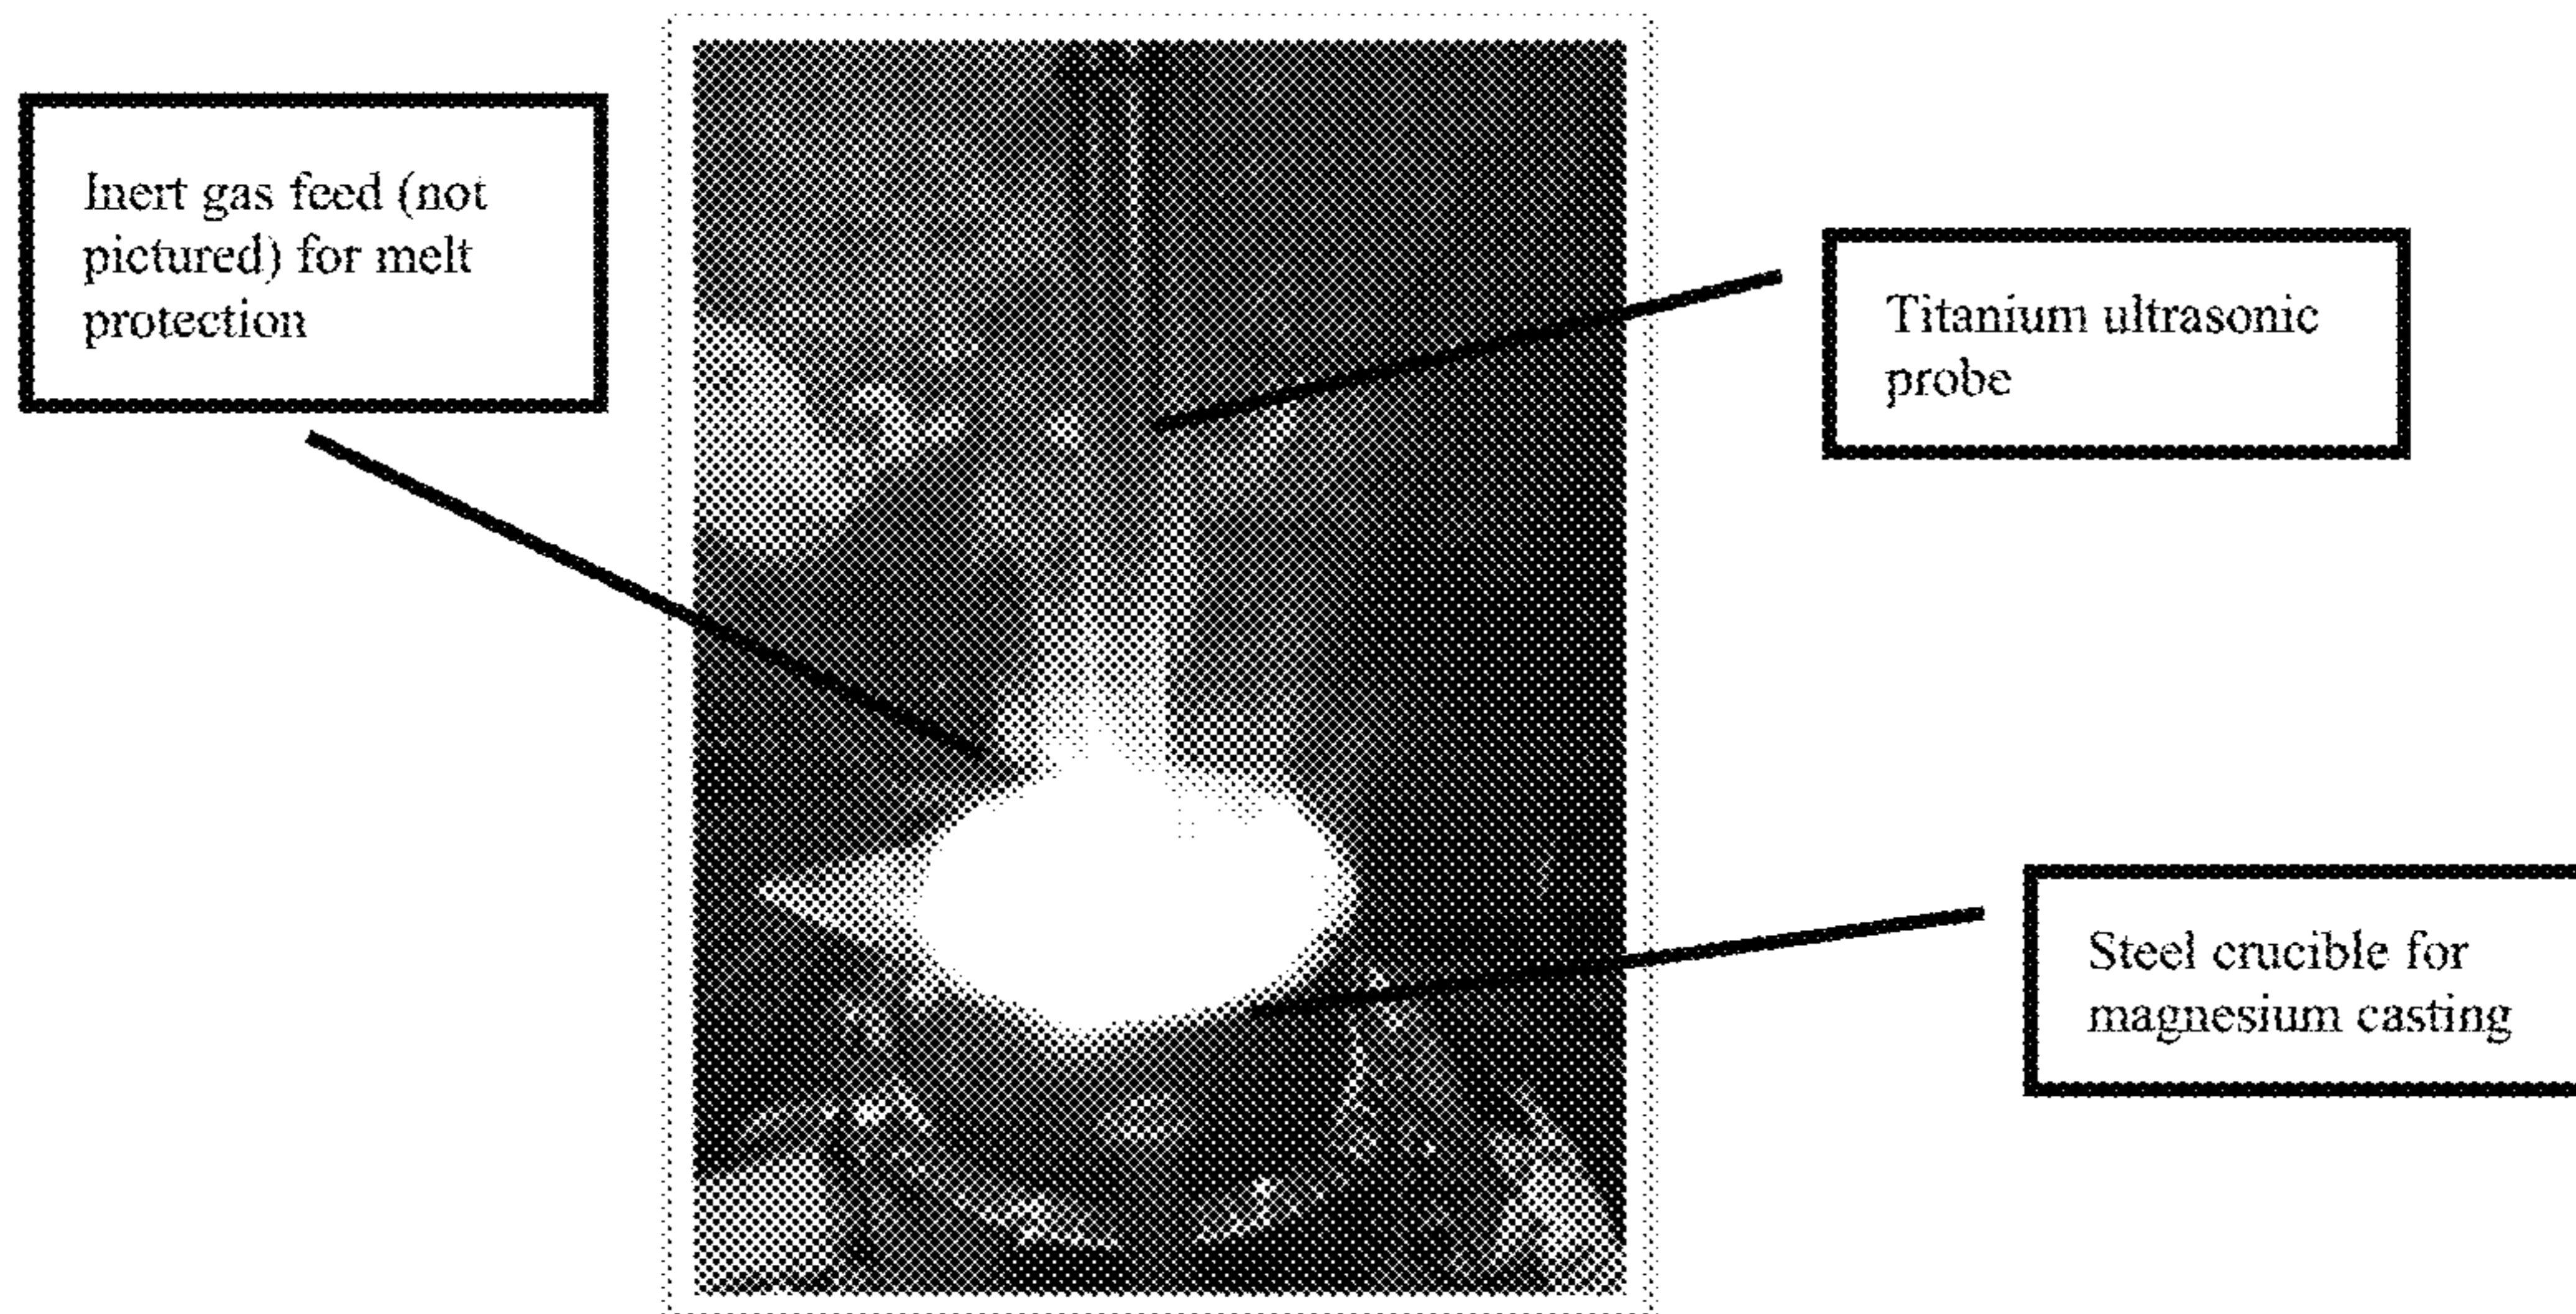 Inert gas feed (not
pictured) for melt
protection
Titanium ultrasonic
probe
Steel crucible for
magnesium casting